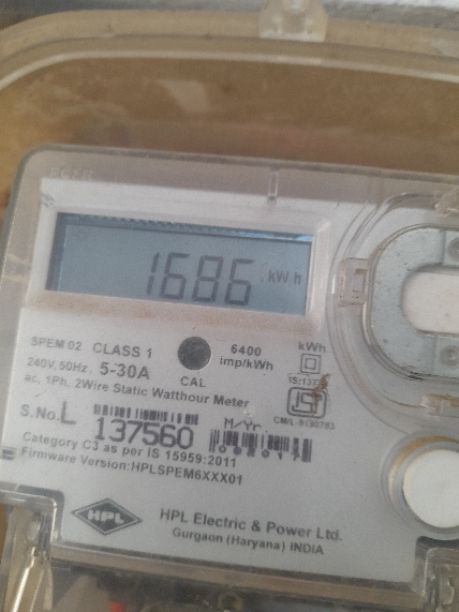 1686 kWh
SPEM 02 CLASS 1
6400 imp/kWh
kWh
240V, 50Hz, 5-30A
CAL
ac, 1Ph, 2Wire Static Watthour Meter
ISI
S.No. L 137560
M/Yr
Category C3 as per IS 15959:2011
Firmware Version:HPLSPEM6XXX01
HPL
HPL Electric & Power Ltd.
Gurgaon (Haryana) INDIA